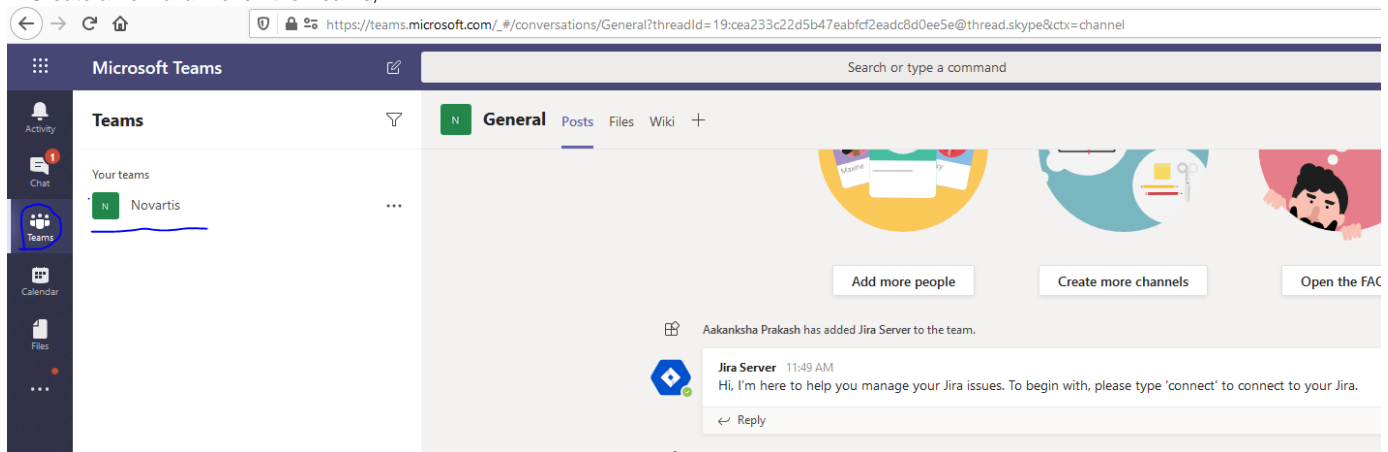 https://teams.microsoft.com/_#/conversations/General?threadId=19:cea233c22d5b47eabfcf2eadc8d0ee5e@thread.skype&ctx=channel
Microsoft Teams
Search or type a command
Activity
Teams
N
General Posts Files Wiki +
1
Chat
Your teams
N Novartis
Teams
Maxine
ky
Calendar
Add more people
Create more channels
Open the FAQ
Files
Aakanksha Prakash has added Jira Server to the team.
Jira Server 11:49 AM
Hi, I'm here to help you manage your Jira issues. To begin with, please type 'connect' to connect to your Jira.
Reply